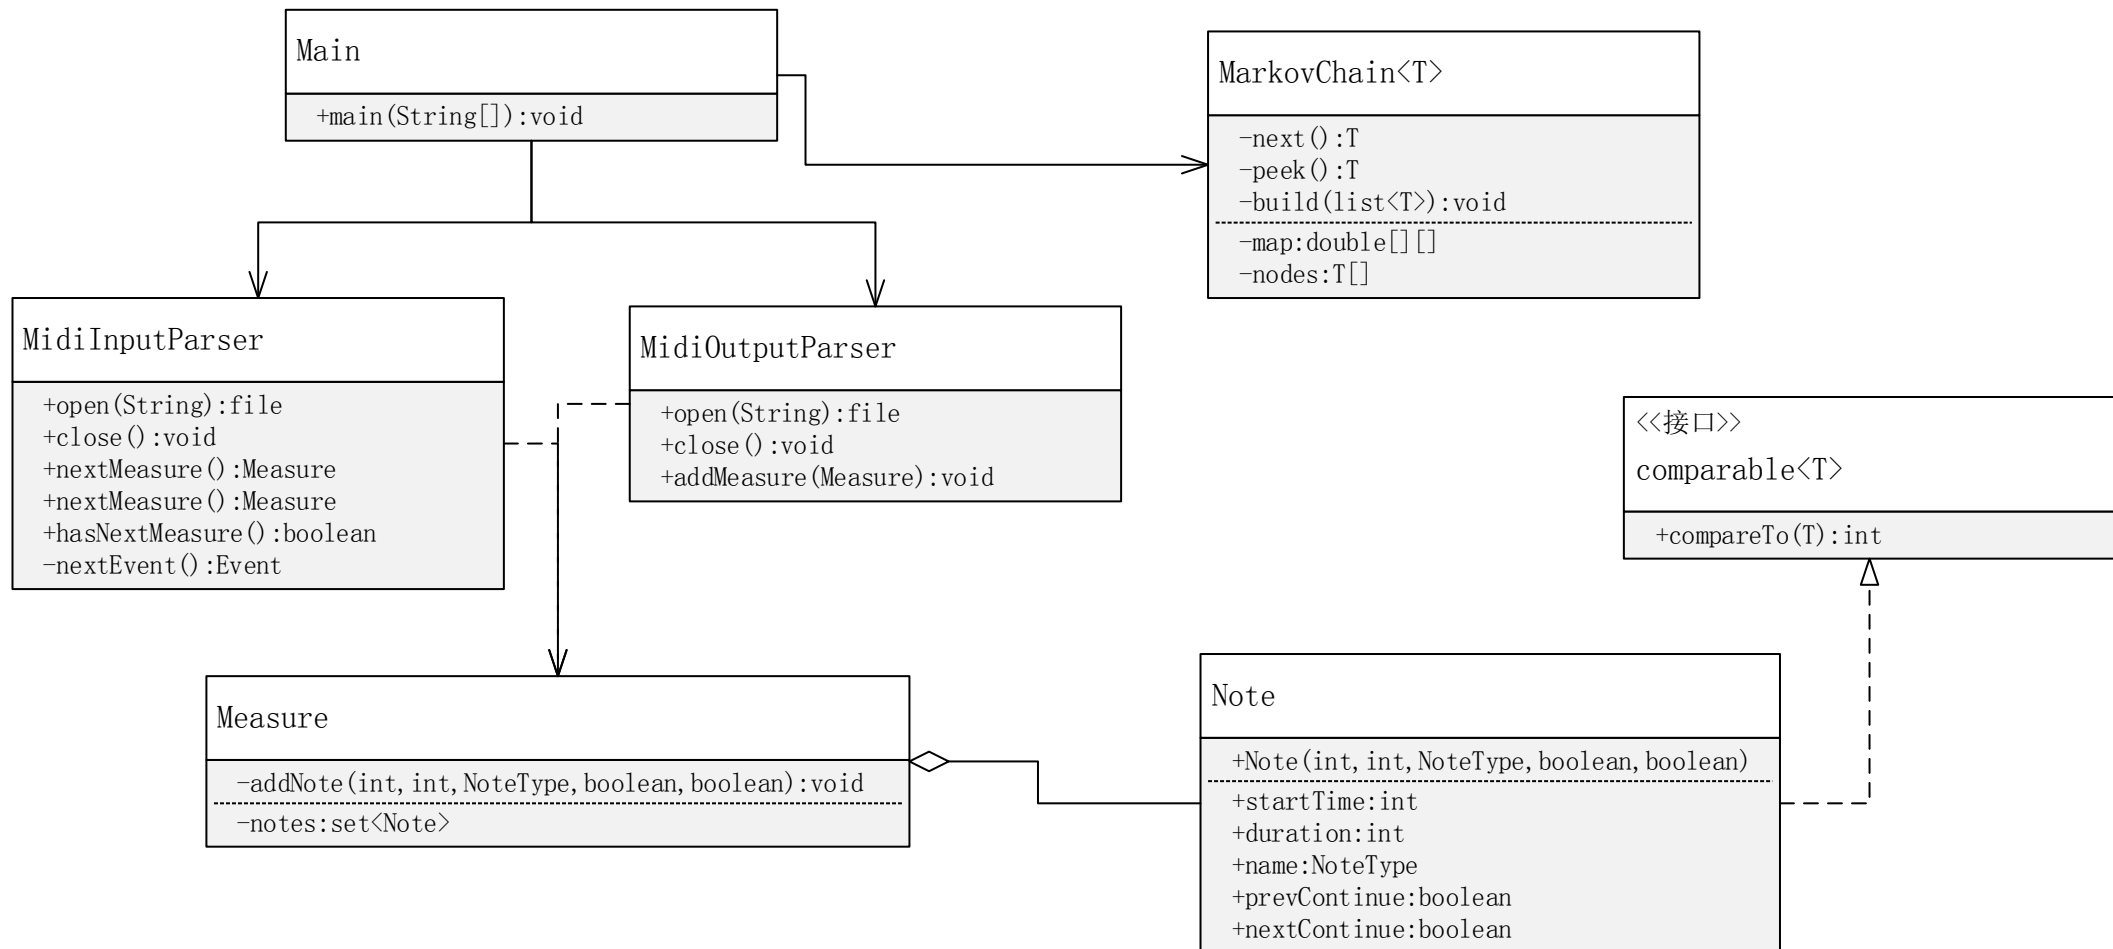 Main
+main(String[]):void
MarkovChain<T>
-next():T
-peek():T
-build(list<T>):void
-map:double[][]
-nodes:T[]
MidiInputParser
+open(String):file
+close():void
+nextMeasure():Measure
+nextMeasure():Measure
+hasNextMeasure():boolean
-nextEvent():Event
MidiOutputParser
+open(String):file
+close():void
+addMeasure(Measure):void
<<接口>>
comparable<T>
+compareTo(T):int
Measure
-addNote(int,int,NoteType,boolean,boolean):void
-notes:set<Note>
Note
+Note(int,int,NoteType,boolean,boolean)
+startTime:int
+duration:int
+name:NoteType
+prevContinue:boolean
+nextContinue:boolean